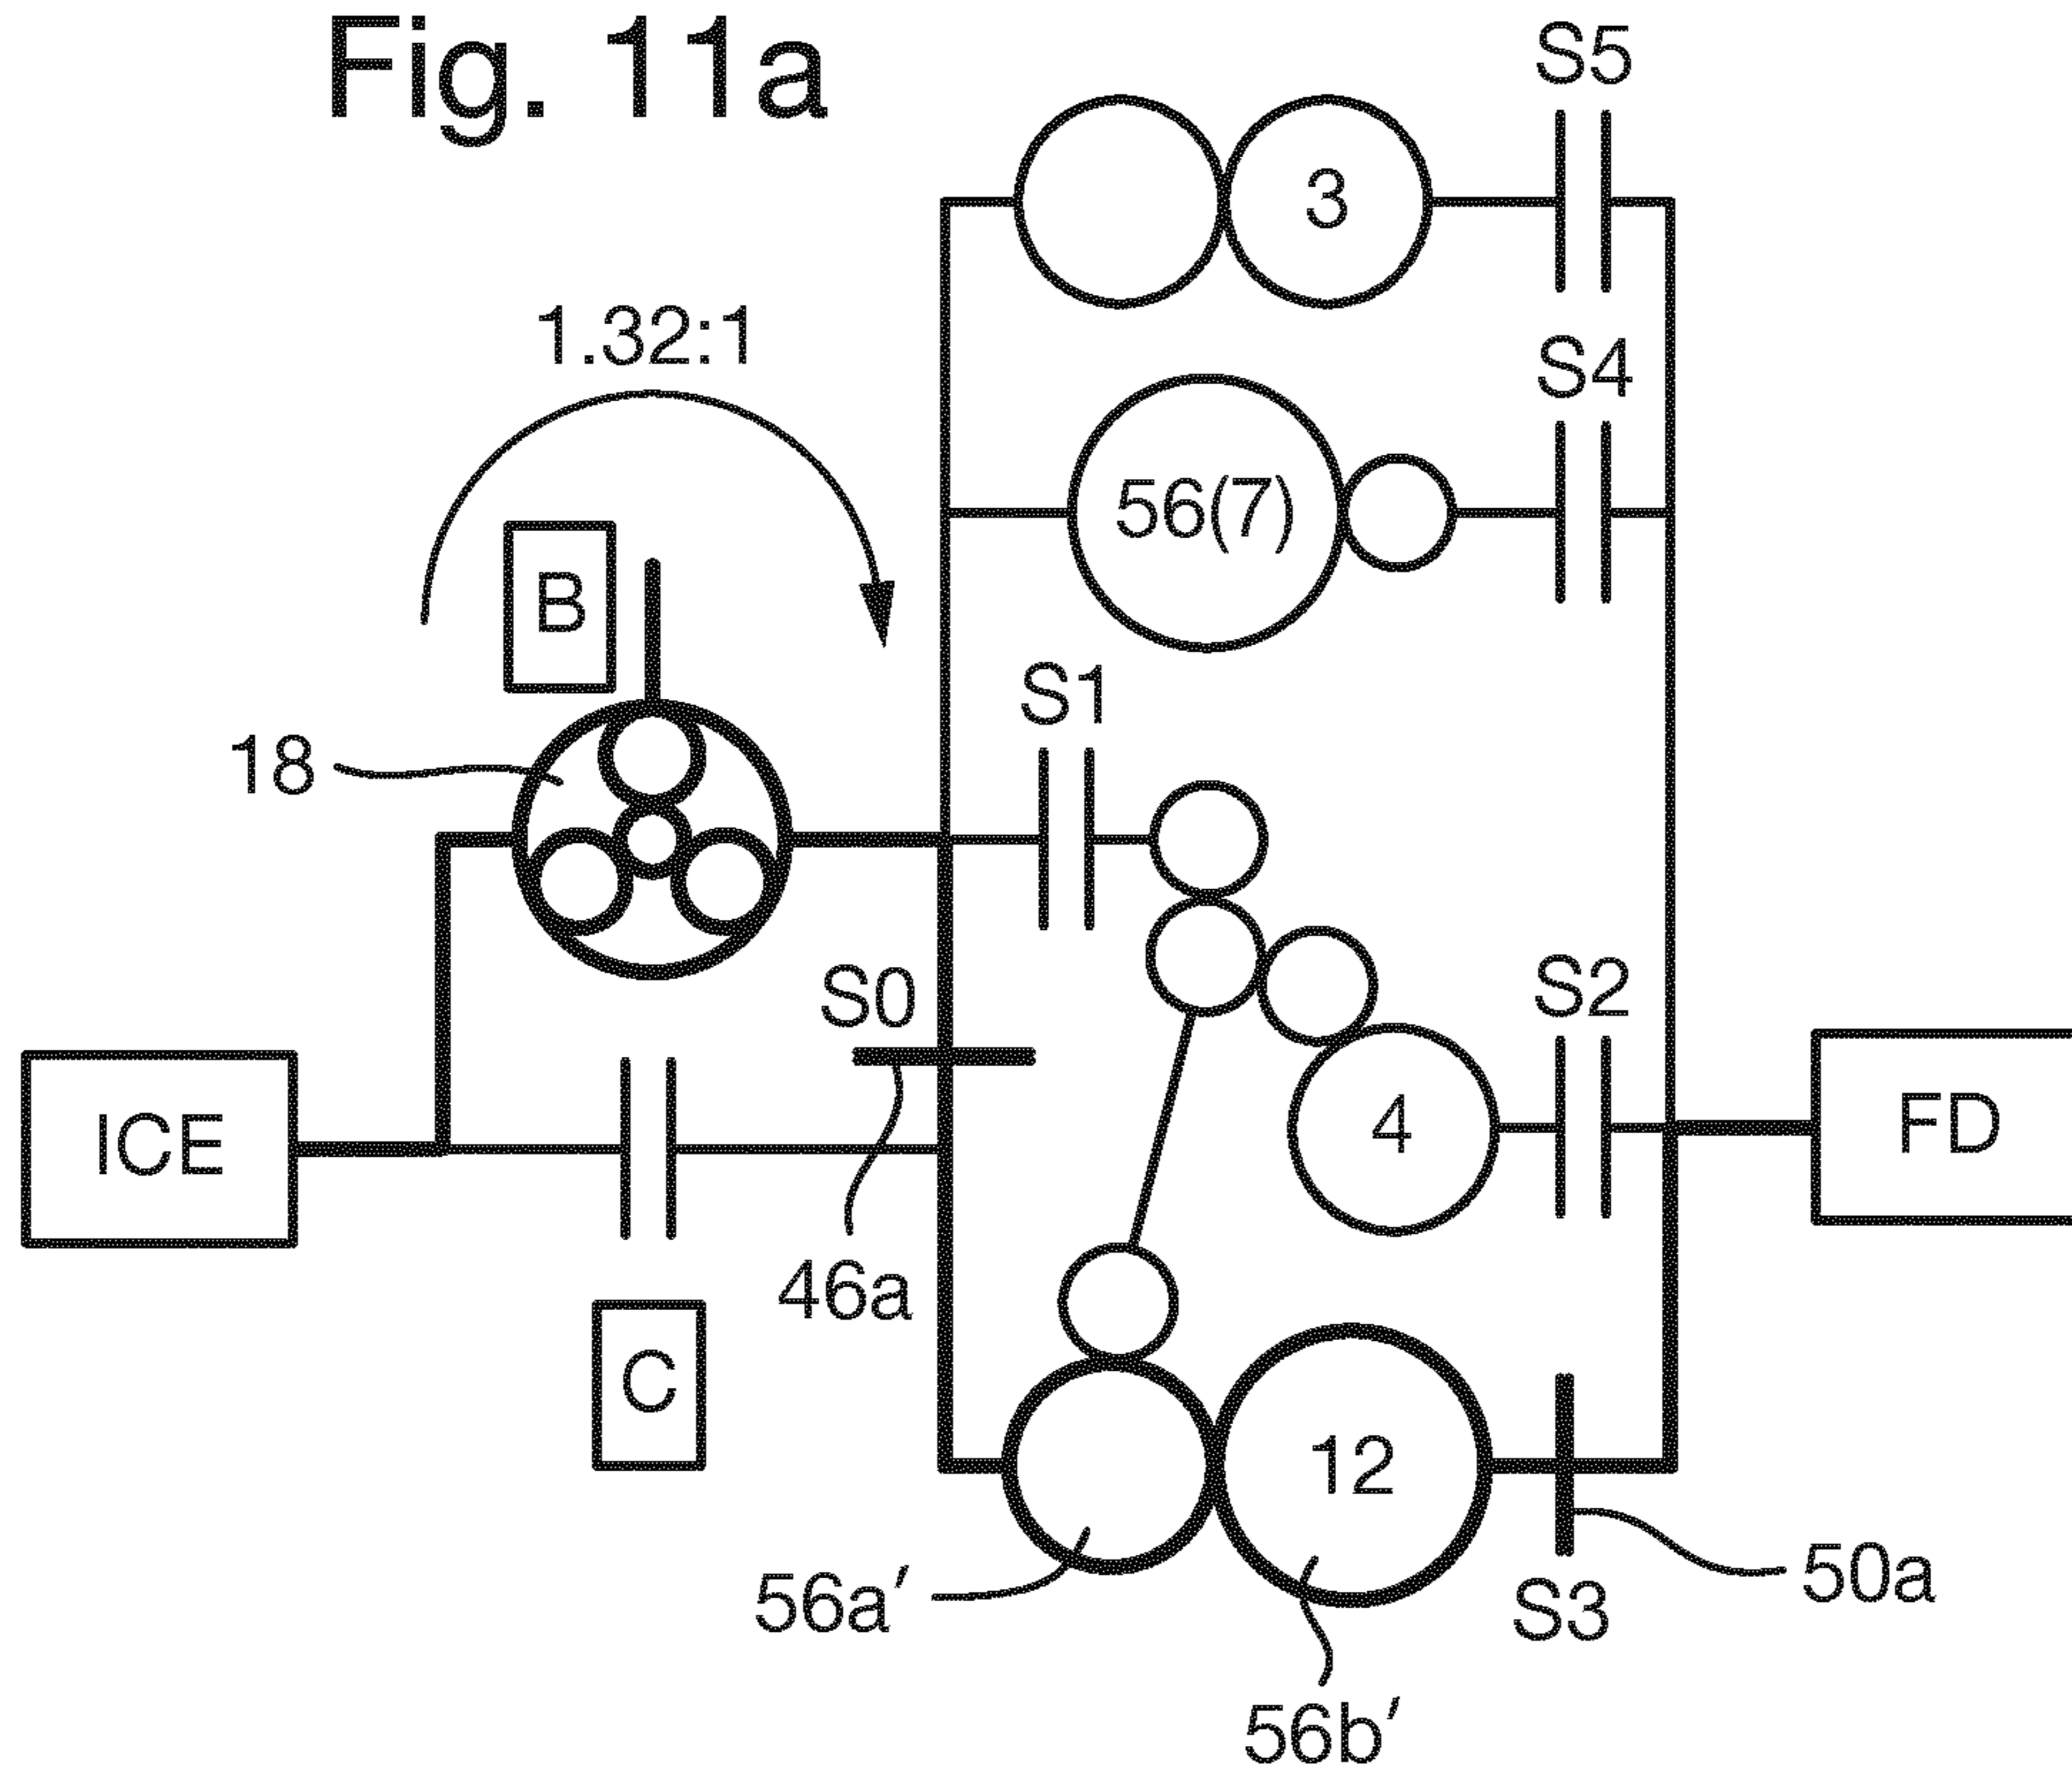 Fig. 11a
S5
3
1.32:1
S4
56(7)
B
S1
18
S0
S2
ICE
4
FD
46a
C
12
50a
56a′
S3
56b′